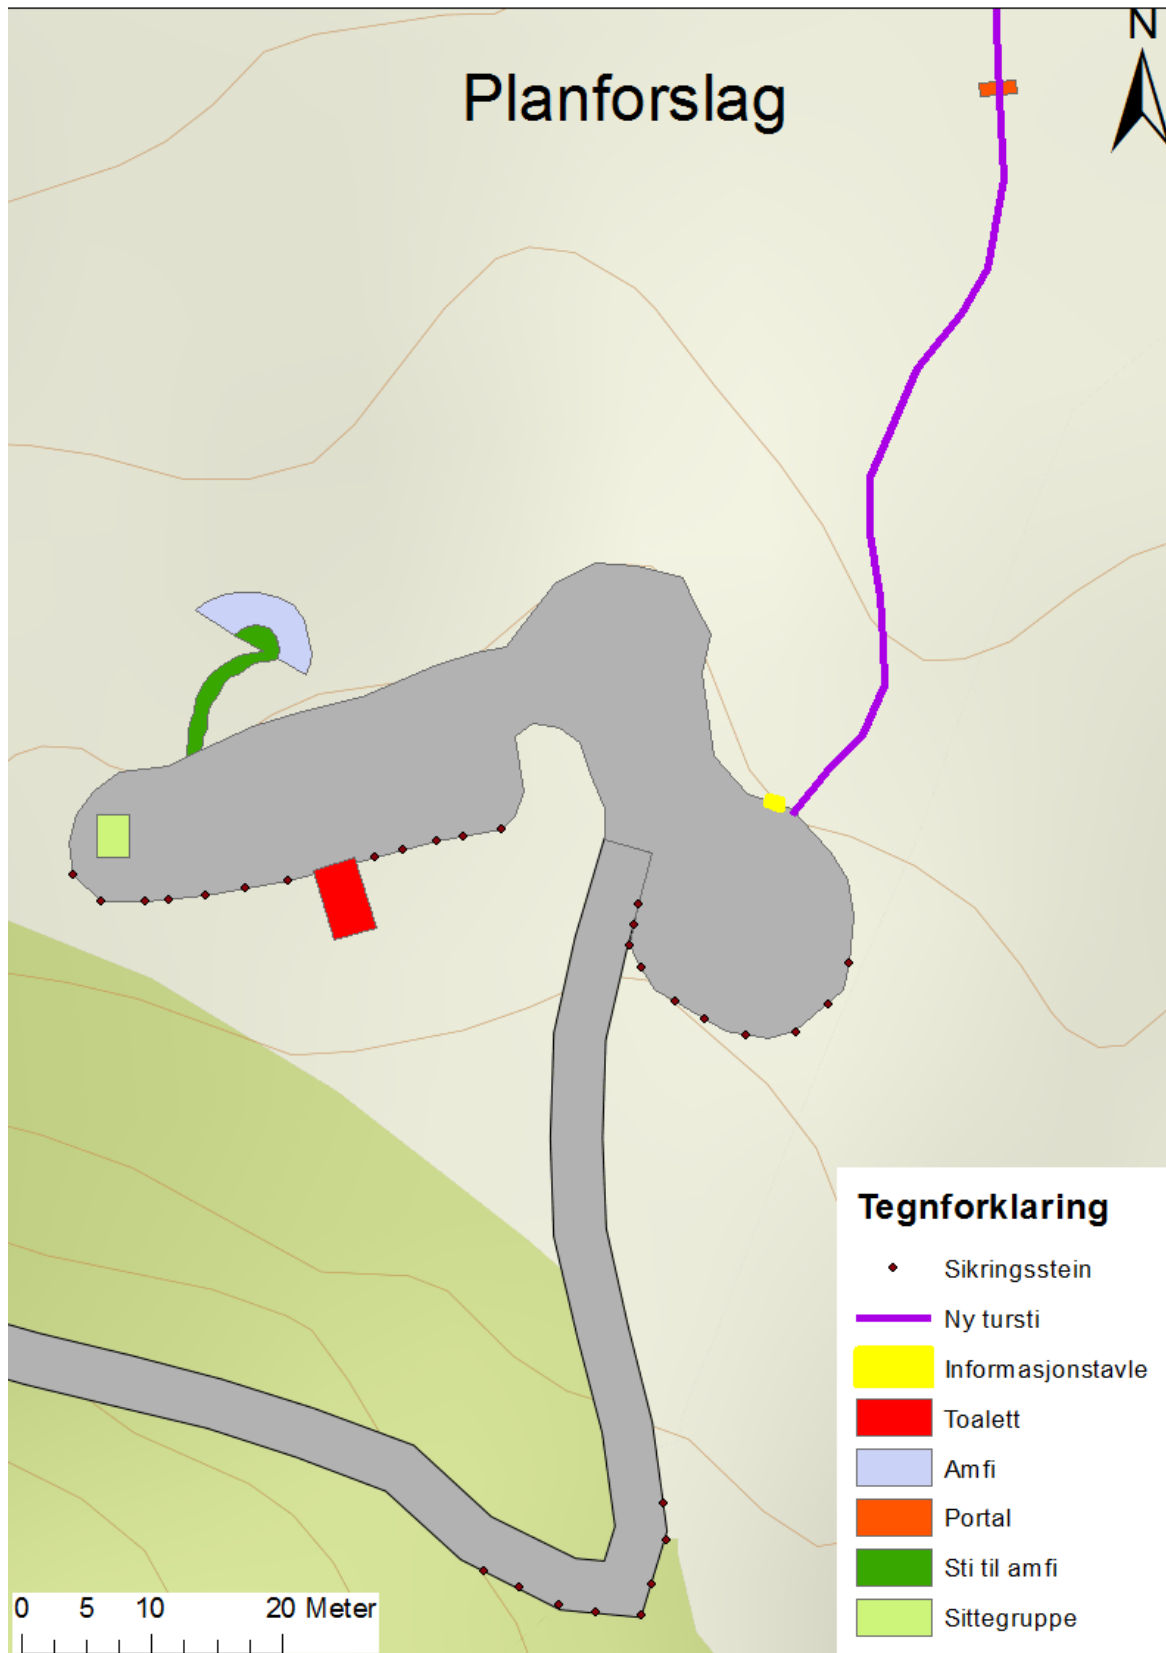 N
Planforslag
Tegnforklaring
Sikringsstein
Ny tursti
Informasjonstavle
Toalett
Amfi
Portal
Sti til amfi
Sittegruppe
0 5 10 20 Meter